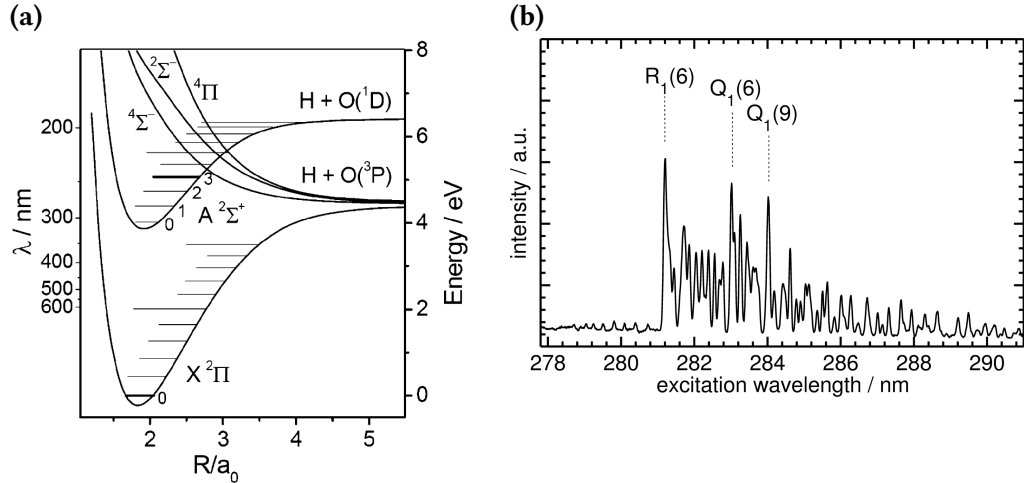 (a)
(b)
8
6
4
2
0
Energy / eV
200
300
400
500
600
λ / nm
²Σ⁻
⁴Π
⁴Σ⁻
H + O(¹D)
H + O(³P)
3
2
1
0
A ²Σ⁺
X ²Π
0
2 3 4 5
R/a₀
R₁(6)
Q₁(6)
Q₁(9)
intensity / a.u.
278 280 282 284 286 288 290
excitation wavelength / nm